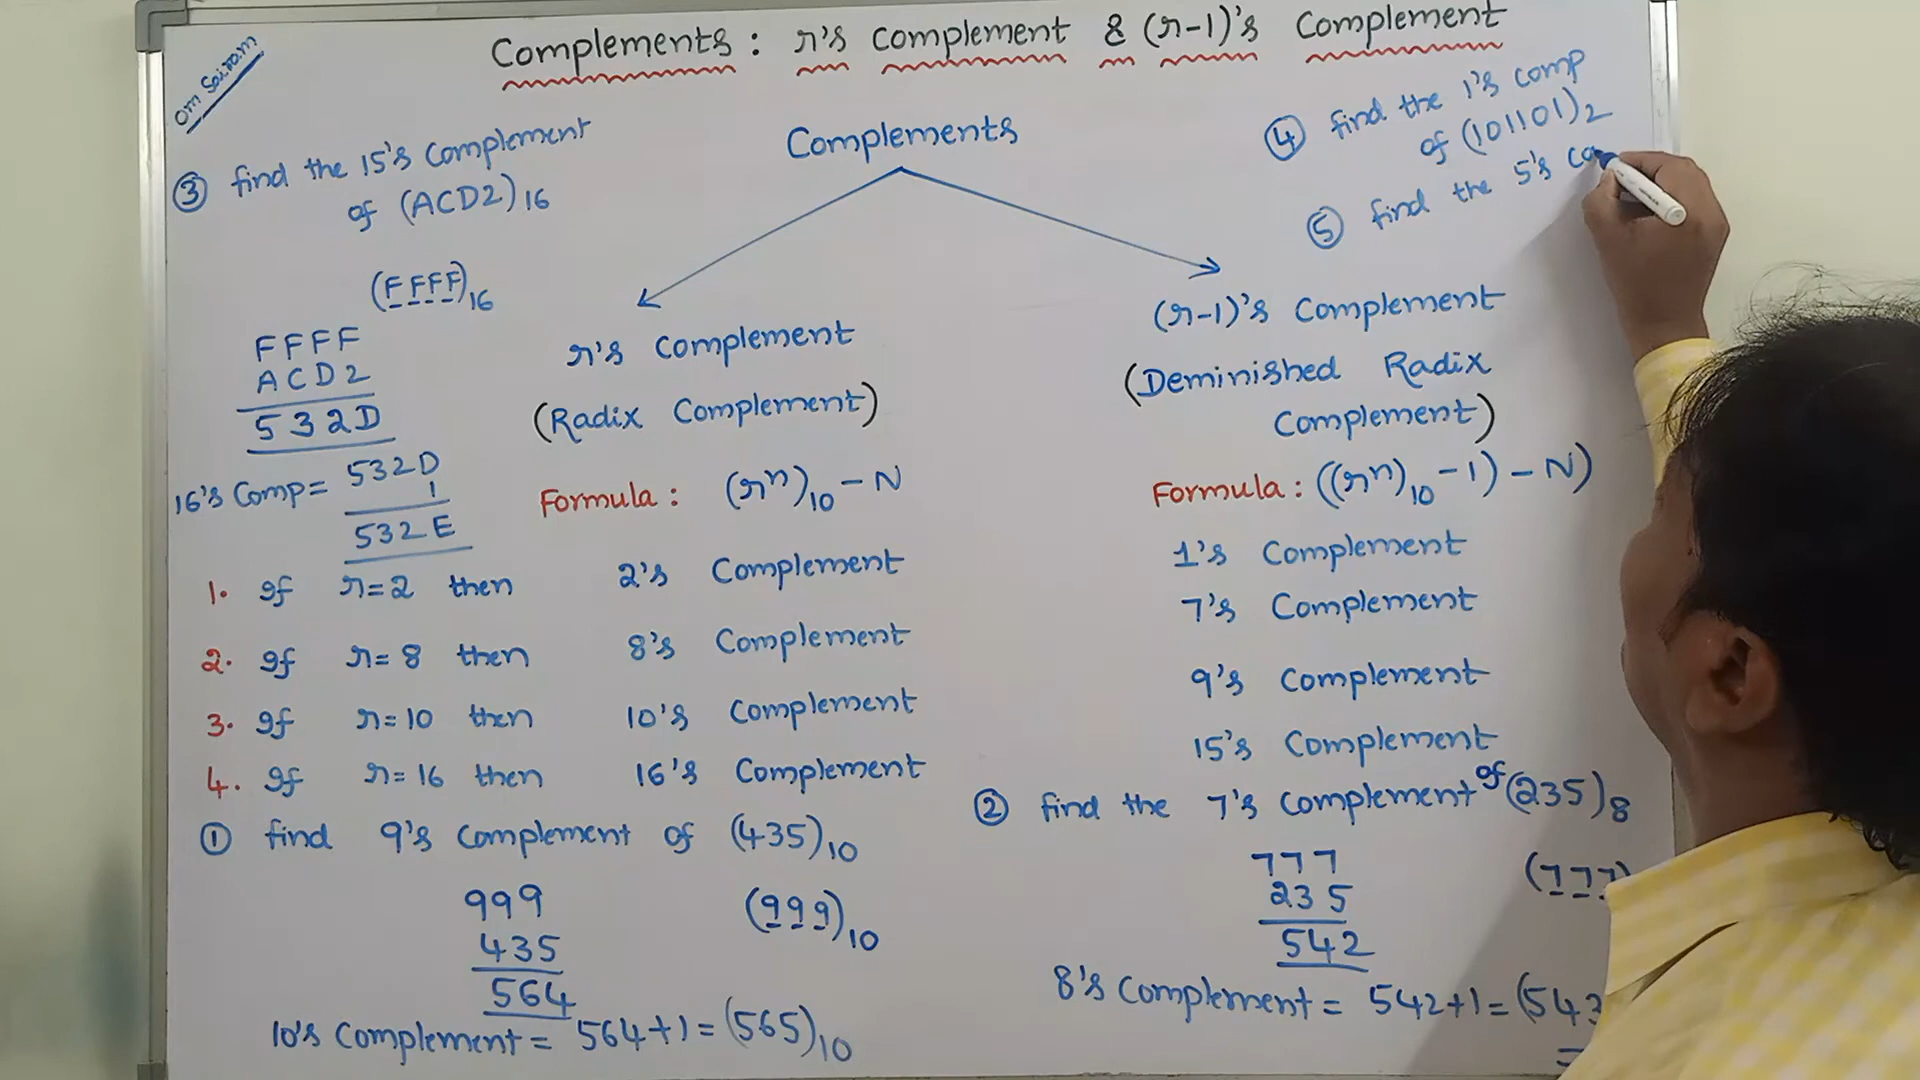 Complements: r's complement & (r-1)'s Complement
Om Sairam
③ find the 15's Complement
of (ACD2)16
(FFFF)16
FFFF
ACD2
532D
16's Comp= 532D
1
532E
Complements
④ find the 1's comp
of (101101)2
⑤ find the 5's co
r's Complement
(Radix Complement)
Formula: (rⁿ)10 - N
(r-1)'s Complement
(Deminished Radix
Complement)
Formula: ((rⁿ)10 - 1) - N)
1. If r=2 then 2's Complement 1's Complement
2. If r=8 then 8's Complement 7's Complement
3. If r=10 then 10's Complement 9's Complement
4. If r=16 then 16's Complement 15's Complement
① find 9's complement of (435)10
999
435
564
(999)10
10's Complement = 564+1 = (565)10
② find the 7's complement of (235)8
777
235
542
(777)
8's Complement = 542+1 = (543
=